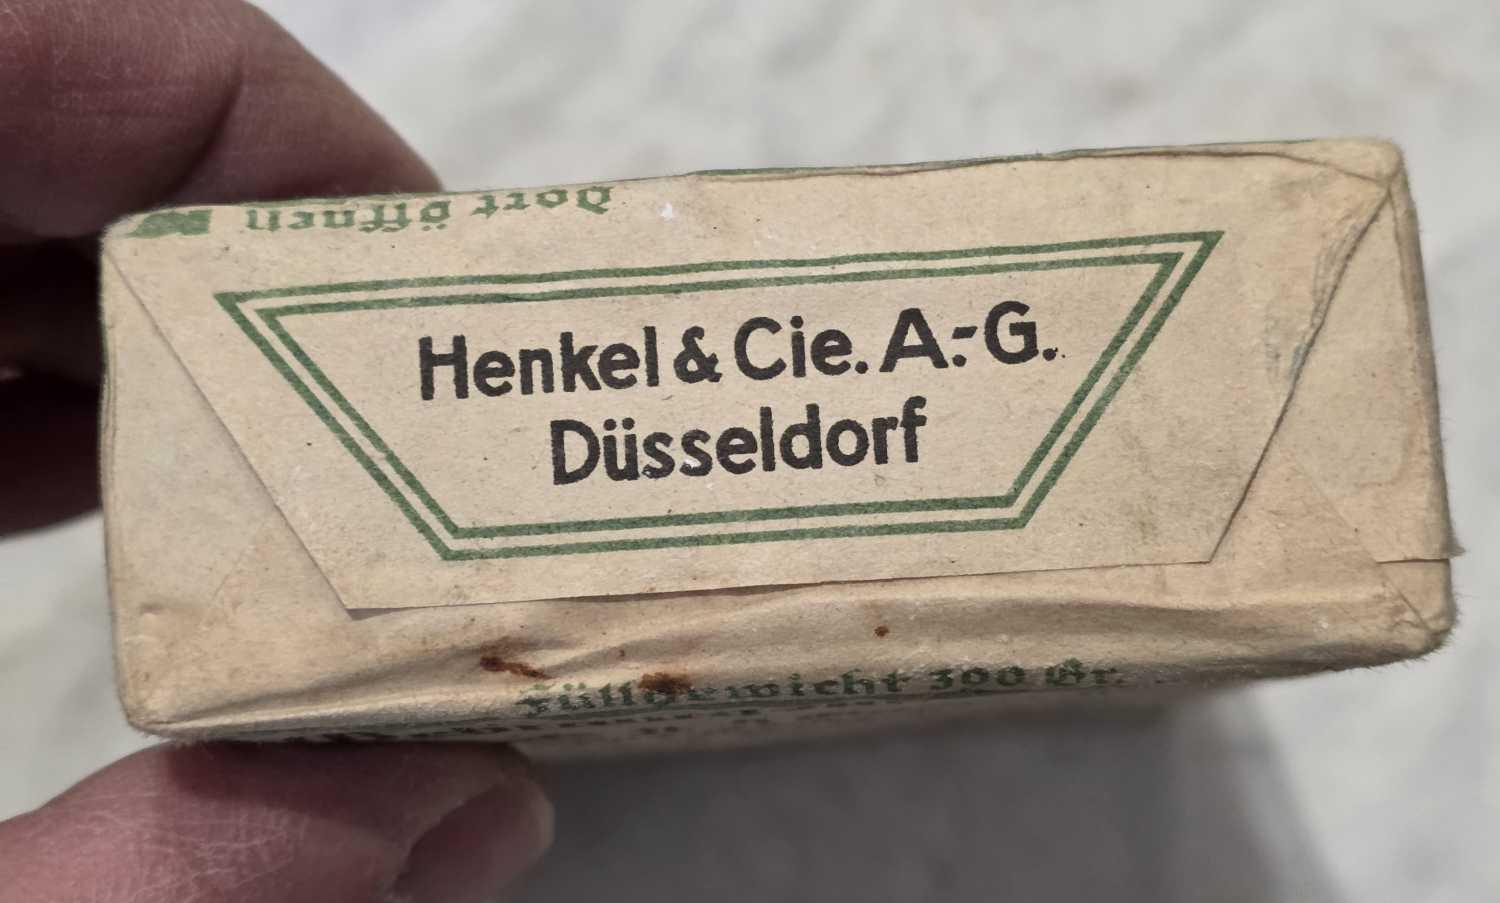 Dort öffnen
Henkel & Cie. A.-G.
Düsseldorf
Füllgewicht 300 Gr.